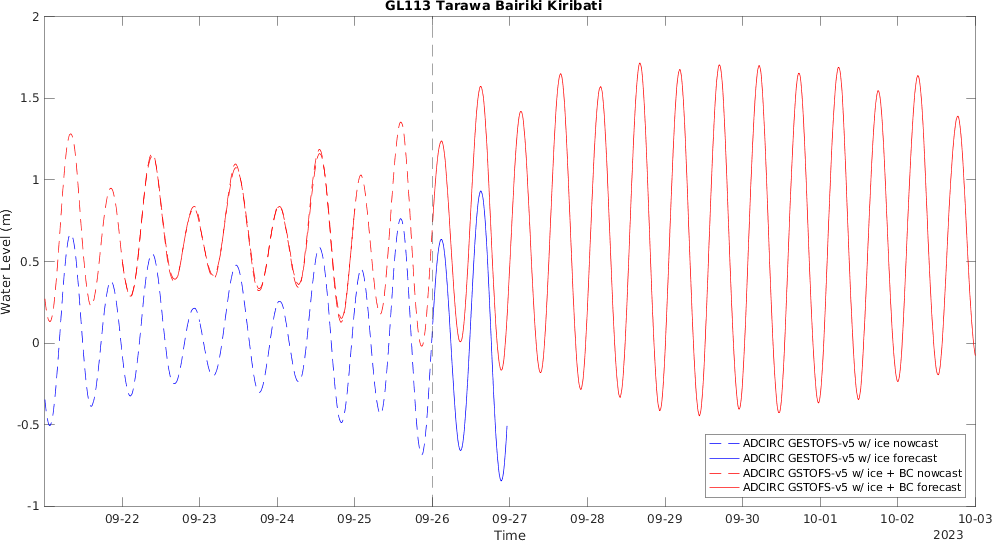 GL113 Tarawa Bairiki Kiribati
2
1.5
1
0.5
0
-0.5
-1
Water Level (m)
ADCIRC GESTOFS-v5 w/ ice nowcast
ADCIRC GESTOFS-v5 w/ ice forecast
ADCIRC GSTOFS-v5 w/ ice + BC nowcast
ADCIRC GSTOFS-v5 w/ ice + BC forecast
09-22 09-23 09-24 09-25 09-26 09-27 09-28 09-29 09-30 10-01 10-02 10-03
Time
2023